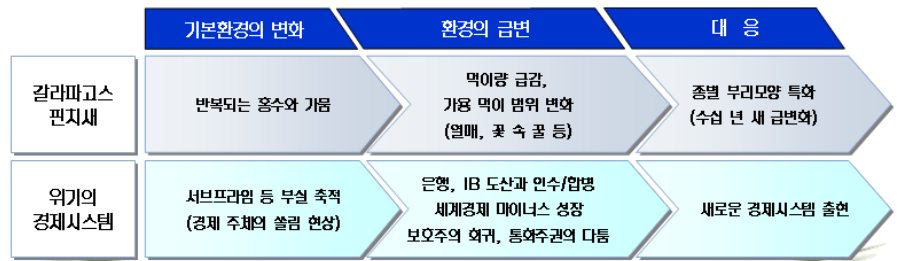 기본환경의 변화
환경의 급변
대 응
갈라파고스
핀치새
반복되는 홍수와 가뭄
먹이량 급감,
가용 먹이 범위 변화
(열매, 꽃 속 꿀 등)
종별 부리모양 특화
(수십 년 새 급변화)
위기의
경제시스템
서브프라임 등 부실 축적
(경제 주체의 쏠림 현상)
은행, IB 도산과 인수/합병
세계경제 마이너스 성장
보호주의 회귀, 통화주권의 다툼
새로운 경제시스템 출현